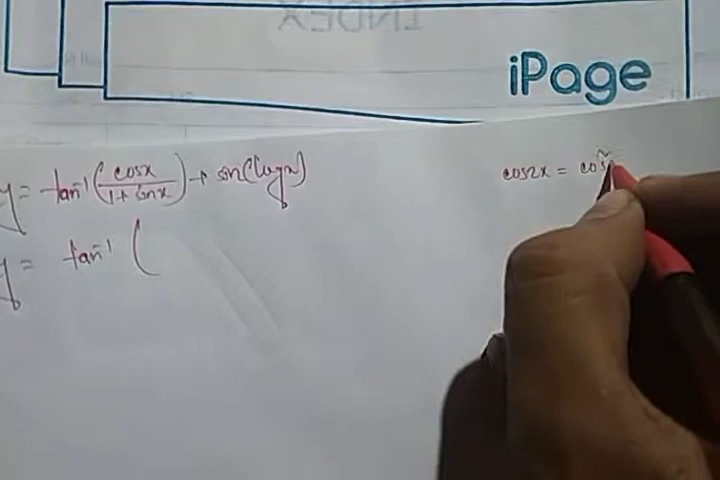 INDEX
iPage
y = tan⁻¹(cosx/1+sinx) + sin(logx)
cos2x = cos²
y = tan⁻¹(